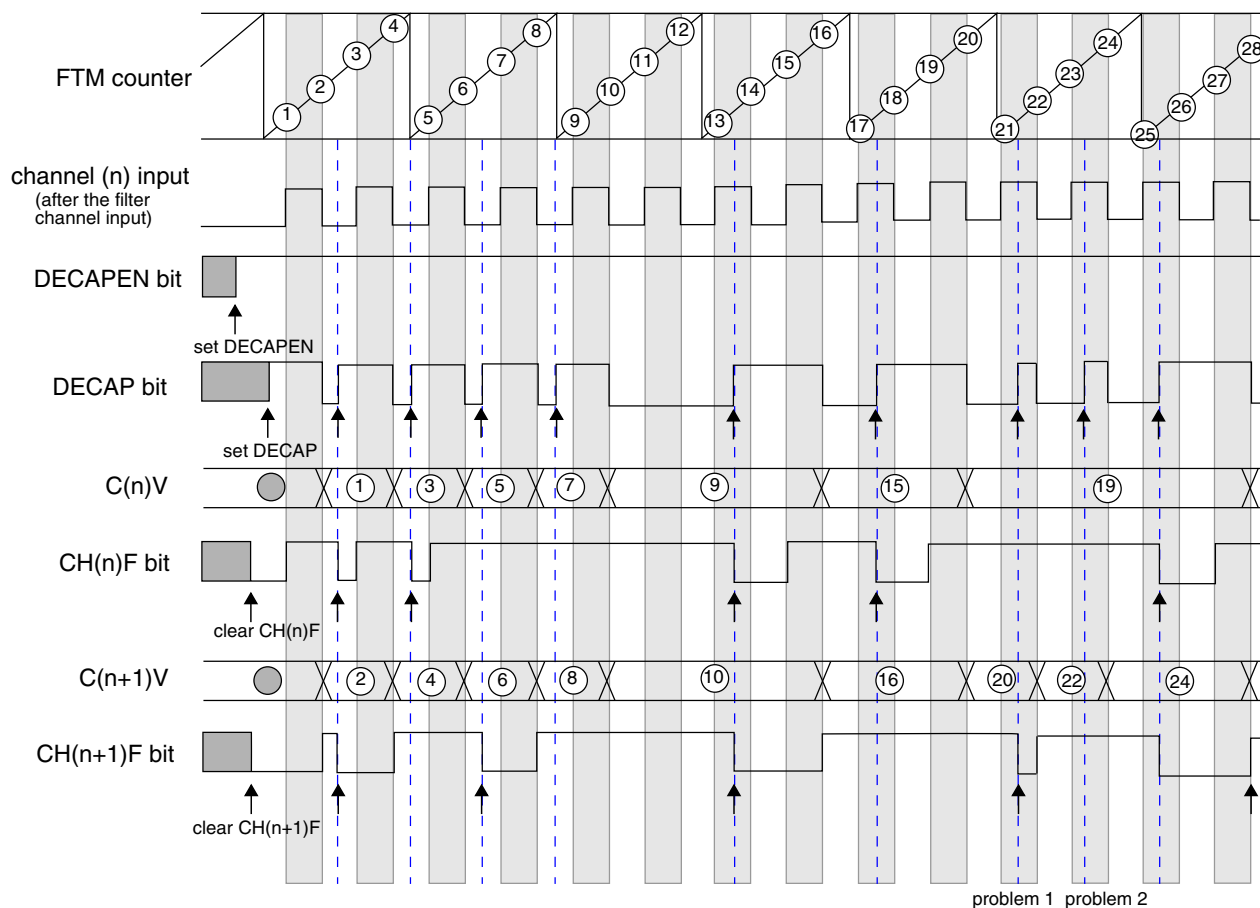 FTM counter
1 2 3 4 5 6 7 8 9 10 11 12 13 14 15 16 17 18 19 20 21 22 23 24 25 26 27 28
channel (n) input
(after the filter
channel input)
DECAPEN bit
set DECAPEN
DECAP bit
set DECAP
C(n)V 1 3 5 7 9 15 19
CH(n)F bit
clear CH(n)F
C(n+1)V 2 4 6 8 10 16 20 22 24
CH(n+1)F bit
clear CH(n+1)F
problem 1 problem 2